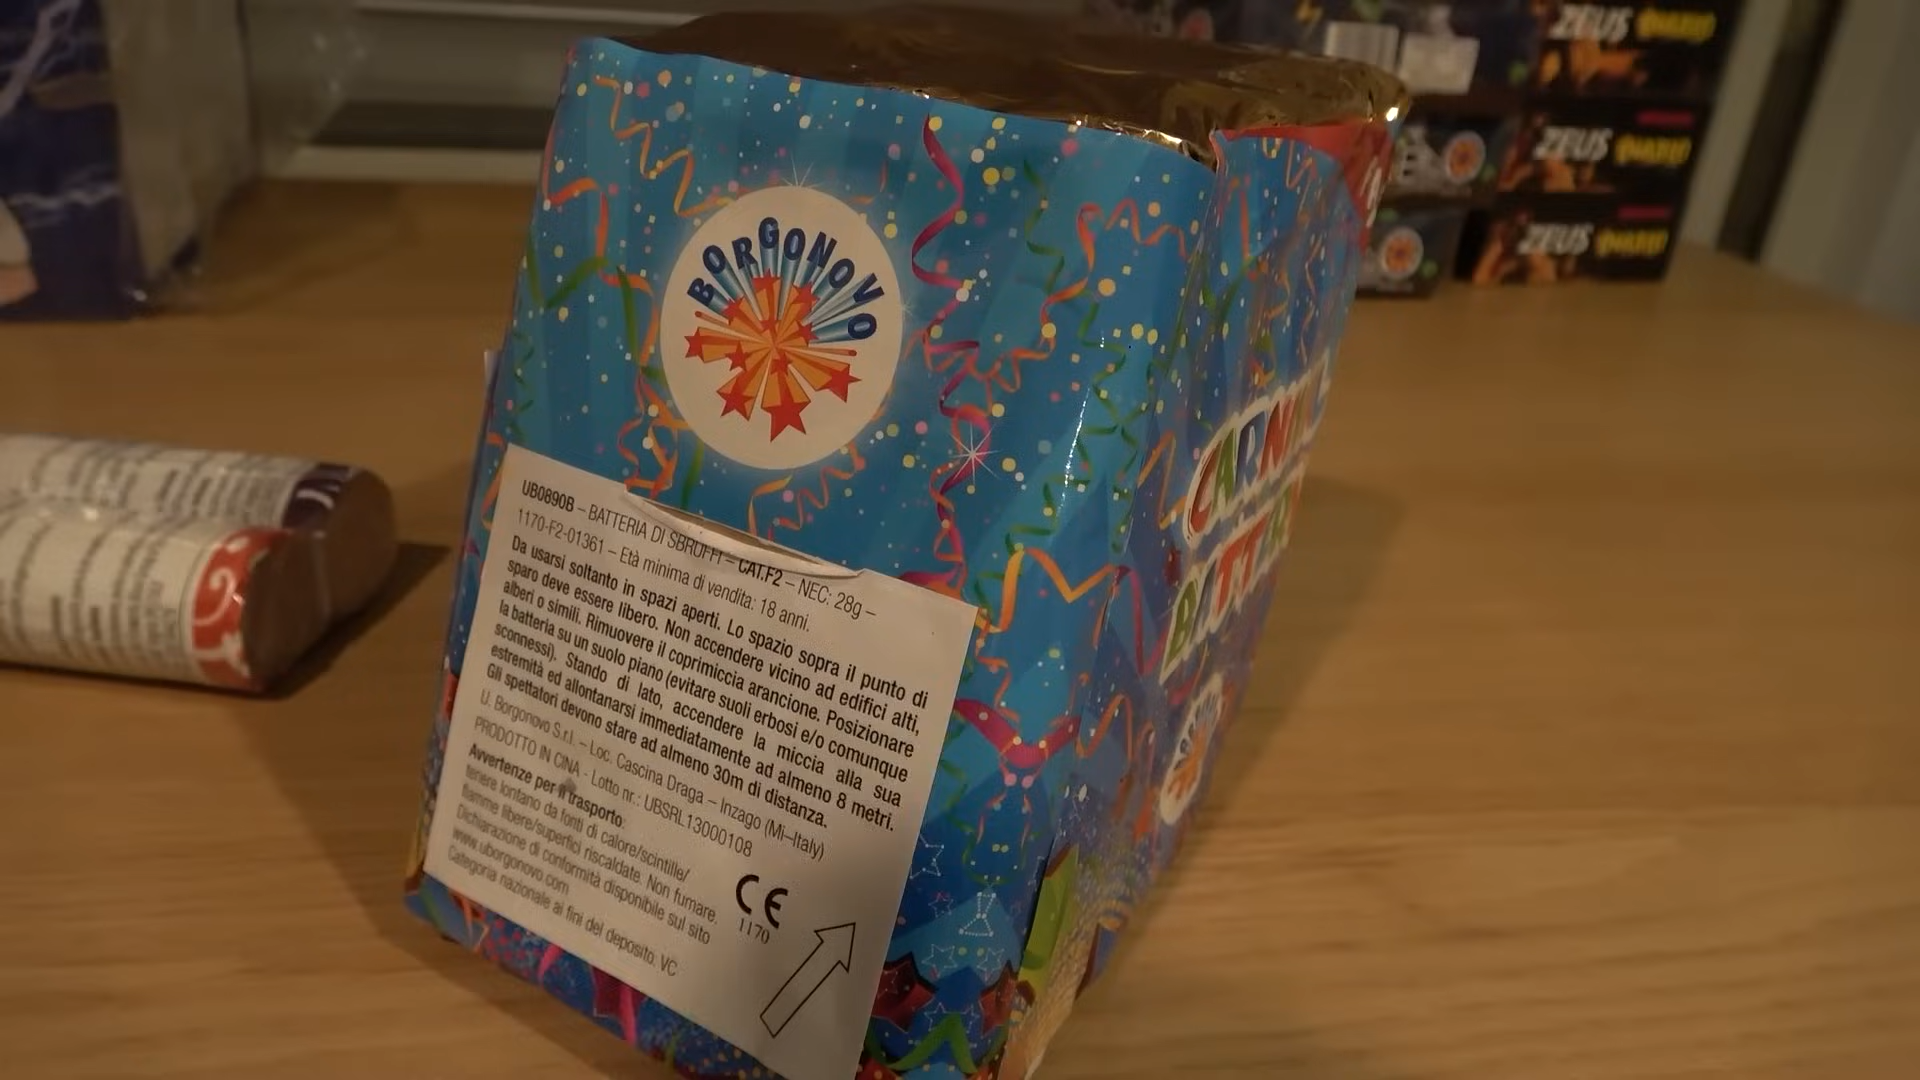 BORGONOVO
UB0890B – BATTERIA DI SBRUFFI – CAT.F2 – NEC: 28g –
1170-F2-01361 – Età minima di vendita: 18 anni.
Da usarsi soltanto in spazi aperti. Lo spazio sopra il punto di
sparo deve essere libero. Non accendere vicino ad edifici alti,
alberi o simili. Rimuovere il coprimiccia arancione. Posizionare
la batteria su un suolo piano (evitare suoli erbosi e/o comunque
sconnessi). Stando di lato, accendere la miccia alla sua
estremità ed allontanarsi immediatamente ad almeno 8 metri.
Gli spettatori devono stare ad almeno 30m di distanza.
U. Borgonovo S.r.l. – Loc. Cascina Draga – Inzago (Mi–Italy)
PRODOTTO IN CINA - Lotto nr.: UBSRL13000108
Avvertenze per il trasporto:
tenere lontano da fonti di calore/scintille/
fiamme libere/superfici riscaldate. Non fumare.
Dichiarazione di conformità disponibile sul sito
www.uborgonovo.com
Categoria nazionale ai fini del deposito: VC
CE
1170
ZEUS
ZEUS
ZEUS